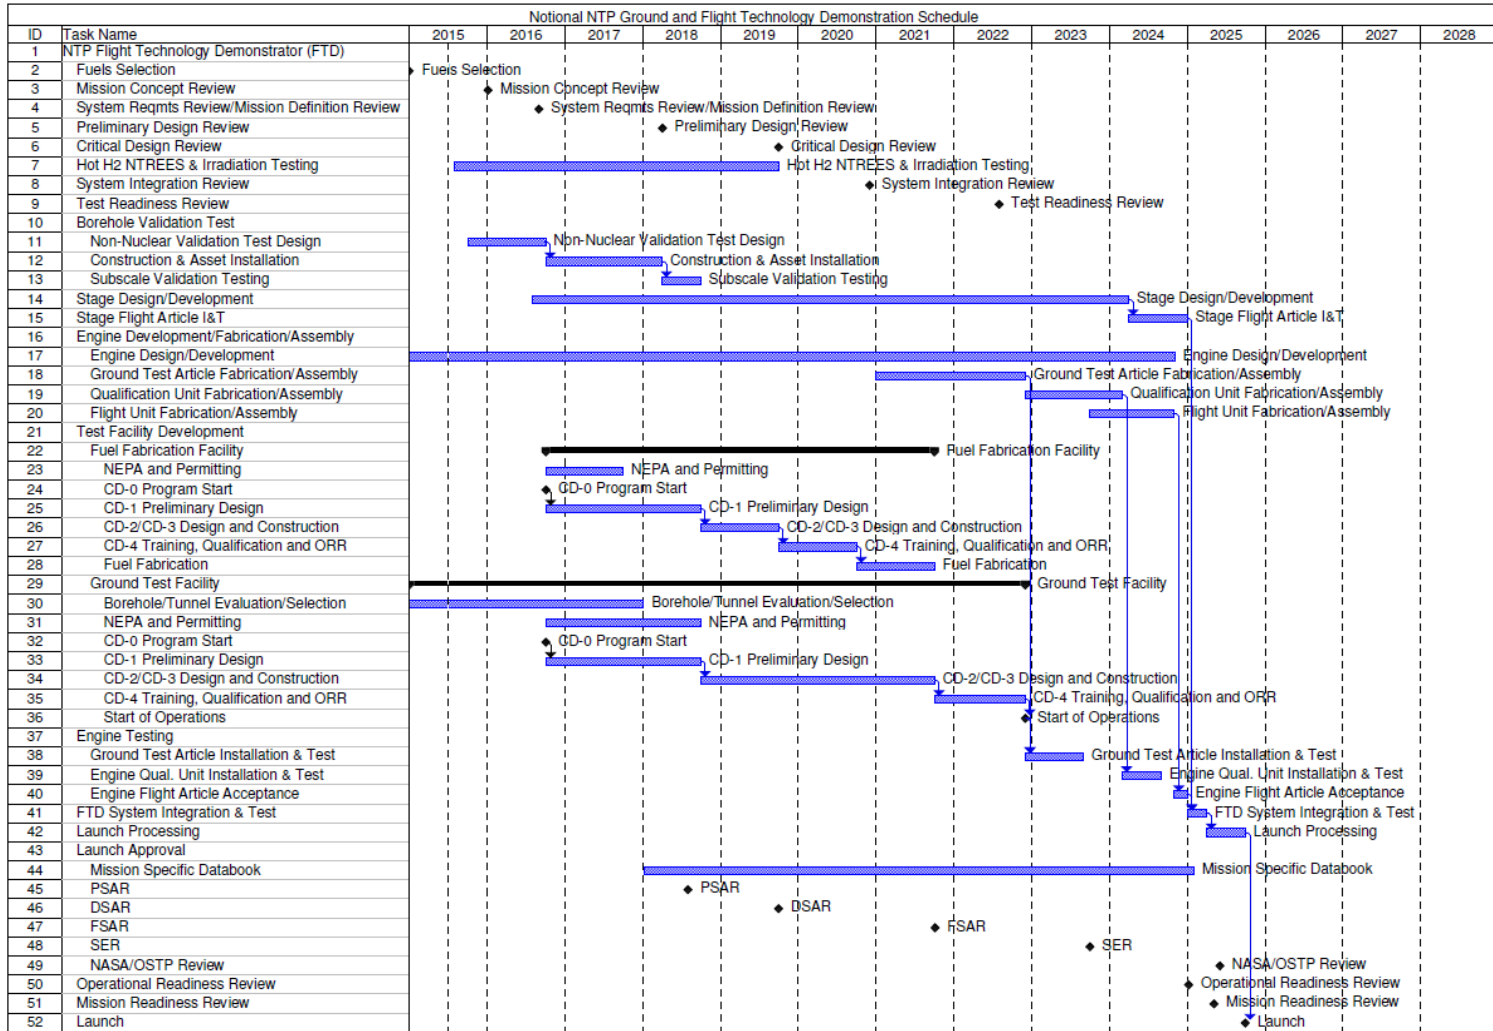 Notional NTP Ground and Flight Technology Demonstration Schedule
ID Task Name 2015 2016 2017 2018 2019 2020 2021 2022 2023 2024 2025 2026 2027 2028
1 NTP Flight Technology Demonstrator (FTD)
2 Fuels Selection Fuels Selection
3 Mission Concept Review Mission Concept Review
4 System Reqmts Review/Mission Definition Review System Reqmts Review/Mission Definition Review
5 Preliminary Design Review Preliminary Design Review
6 Critical Design Review Critical Design Review
7 Hot H2 NTREES & Irradiation Testing Hot H2 NTREES & Irradiation Testing
8 System Integration Review System Integration Review
9 Test Readiness Review Test Readiness Review
10 Borehole Validation Test
11 Non-Nuclear Validation Test Design Non-Nuclear Validation Test Design
12 Construction & Asset Installation Construction & Asset Installation
13 Subscale Validation Testing Subscale Validation Testing
14 Stage Design/Development Stage Design/Development
15 Stage Flight Article I&T Stage Flight Article I&T
16 Engine Development/Fabrication/Assembly
17 Engine Design/Development Engine Design/Development
18 Ground Test Article Fabrication/Assembly Ground Test Article Fabrication/Assembly
19 Qualification Unit Fabrication/Assembly Qualification Unit Fabrication/Assembly
20 Flight Unit Fabrication/Assembly Flight Unit Fabrication/Assembly
21 Test Facility Development
22 Fuel Fabrication Facility Fuel Fabrication Facility
23 NEPA and Permitting NEPA and Permitting
24 CD-0 Program Start CD-0 Program Start
25 CD-1 Preliminary Design CD-1 Preliminary Design
26 CD-2/CD-3 Design and Construction CD-2/CD-3 Design and Construction
27 CD-4 Training, Qualification and ORR CD-4 Training, Qualification and ORR
28 Fuel Fabrication Fuel Fabrication
29 Ground Test Facility Ground Test Facility
30 Borehole/Tunnel Evaluation/Selection Borehole/Tunnel Evaluation/Selection
31 NEPA and Permitting NEPA and Permitting
32 CD-0 Program Start CD-0 Program Start
33 CD-1 Preliminary Design CD-1 Preliminary Design
34 CD-2/CD-3 Design and Construction CD-2/CD-3 Design and Construction
35 CD-4 Training, Qualification and ORR CD-4 Training, Qualification and ORR
36 Start of Operations Start of Operations
37 Engine Testing
38 Ground Test Article Installation & Test Ground Test Article Installation & Test
39 Engine Qual. Unit Installation & Test Engine Qual. Unit Installation & Test
40 Engine Flight Article Acceptance Engine Flight Article Acceptance
41 FTD System Integration & Test FTD System Integration & Test
42 Launch Processing Launch Processing
43 Launch Approval
44 Mission Specific Databook Mission Specific Databook
45 PSAR PSAR
46 DSAR DSAR
47 FSAR FSAR
48 SER SER
49 NASA/OSTP Review NASA/OSTP Review
50 Operational Readiness Review Operational Readiness Review
51 Mission Readiness Review Mission Readiness Review
52 Launch Launch